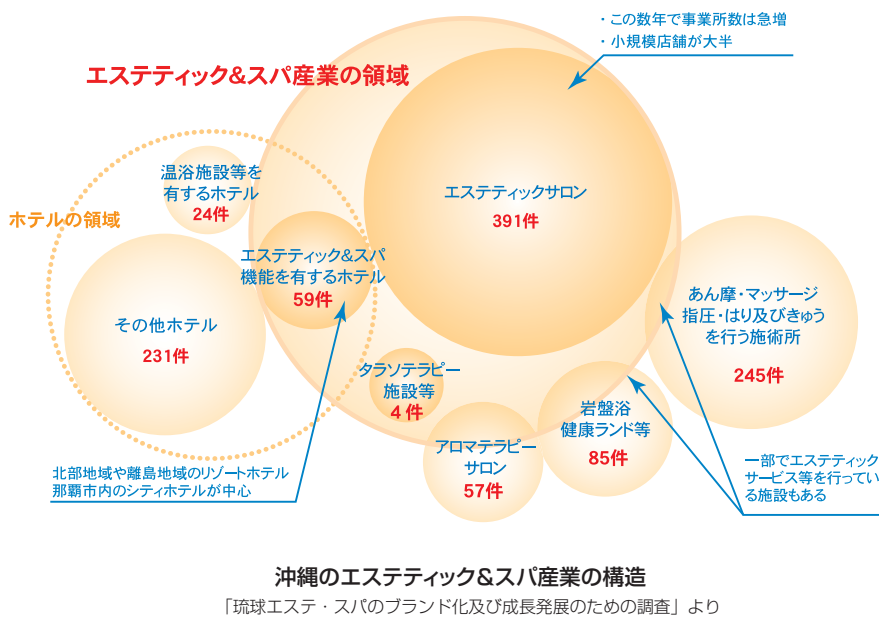 ・この数年で事業所数は急増
・小規模店舗が大半
エステティック&スパ産業の領域
温浴施設等を
有するホテル
24件
ホテルの領域
エステティックサロン
391件
エステティック&スパ
機能を有するホテル
59件
その他ホテル
231件
あん摩・マッサージ
指圧・はり及びきゅう
を行う施術所
245件
タラソテラピー
施設等
4件
岩盤浴
健康ランド等
85件
アロマテラピー
サロン
57件
北部地域や離島地域のリゾートホテル
那覇市内のシティホテルが中心
一部でエステティック
サービス等を行ってい
る施設もある
沖縄のエステティック&スパ産業の構造
「琉球エステ・スパのブランド化及び成長発展のための調査」より